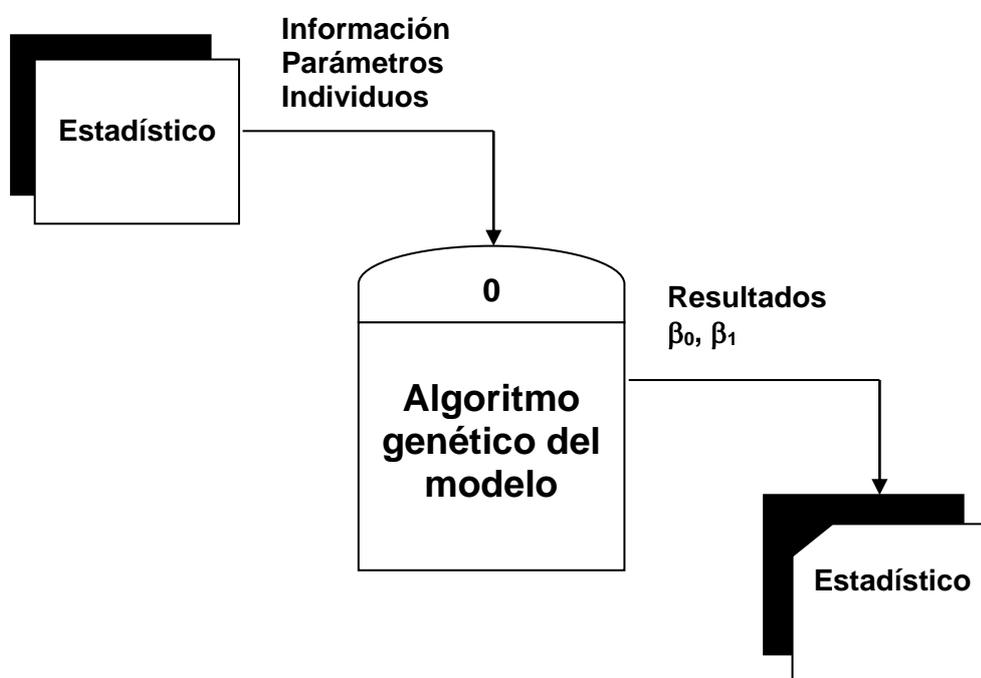 Información
Parámetros
Individuos
Estadístico
0
Resultados
β₀, β₁
Algoritmo
genético del
modelo
Estadístico